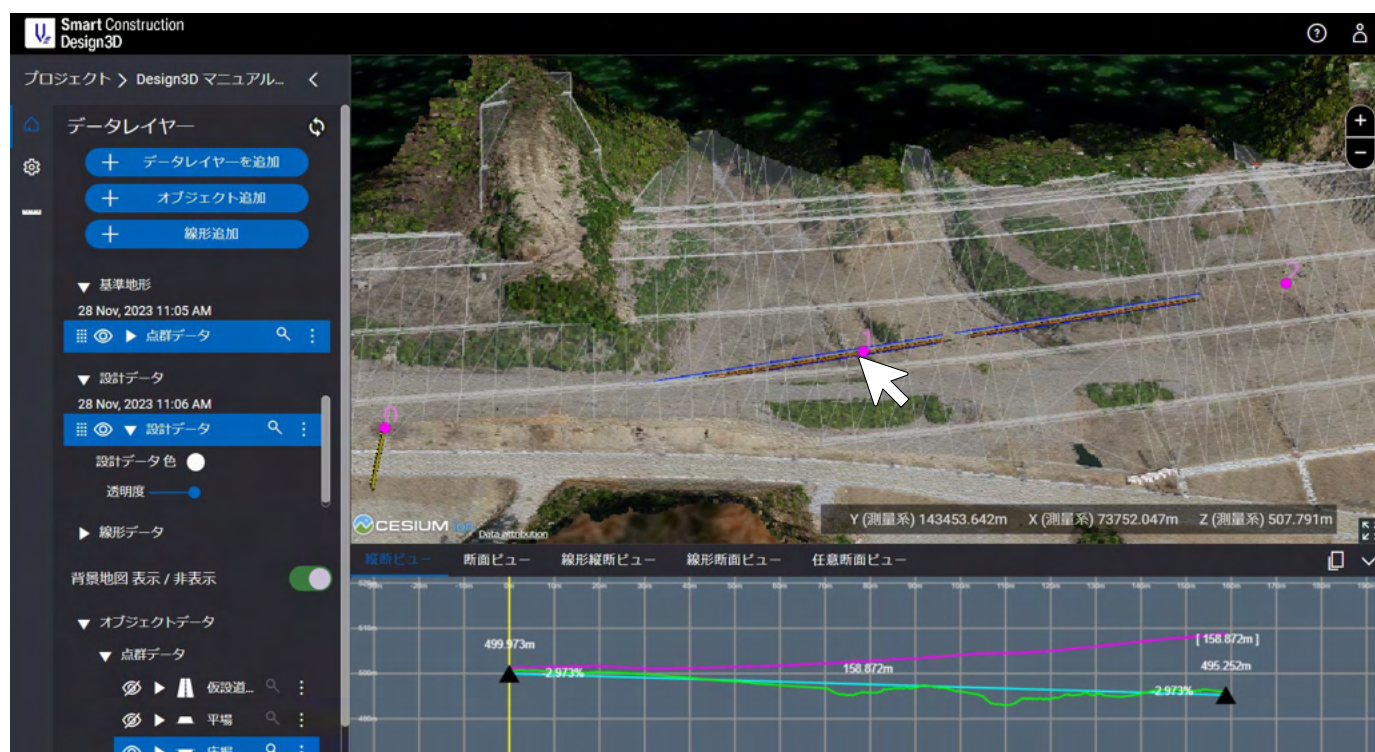 Smart Construction
Design3D
プロジェクト > Design3D マニュアル...
データレイヤー
データレイヤーを追加
オブジェクト追加
線形追加
基準地形
28 Nov, 2023 11:05 AM
点群データ
設計データ
28 Nov, 2023 11:06 AM
設計データ
設計データ色
透明度
線形データ
背景地図 表示 / 非表示
オブジェクトデータ
点群データ
仮設道...
平場
CESIUM ion
Data attribution
Y (測量系) 143453.642m X (測量系) 73752.047m Z (測量系) 507.791m
縦断ビュー 断面ビュー 線形縦断ビュー 線形断面ビュー 任意断面ビュー
499.973m
-2.973%
158.872m
[ 158.872m ]
495.252m
-2.973%